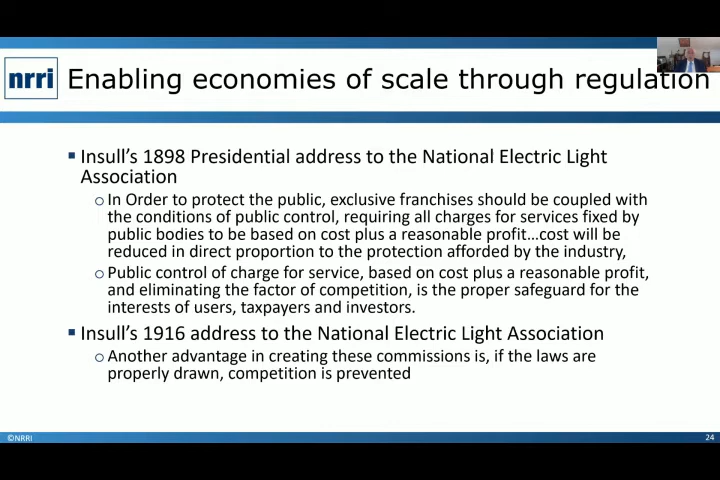 nrri
Enabling economies of scale through regulation
▪ Insull’s 1898 Presidential address to the National Electric Light
Association
o In Order to protect the public, exclusive franchises should be coupled with
the conditions of public control, requiring all charges for services fixed by
public bodies to be based on cost plus a reasonable profit...cost will be
reduced in direct proportion to the protection afforded by the industry,
o Public control of charge for service, based on cost plus a reasonable profit,
and eliminating the factor of competition, is the proper safeguard for the
interests of users, taxpayers and investors.
▪ Insull’s 1916 address to the National Electric Light Association
o Another advantage in creating these commissions is, if the laws are
properly drawn, competition is prevented
©NRRI
24